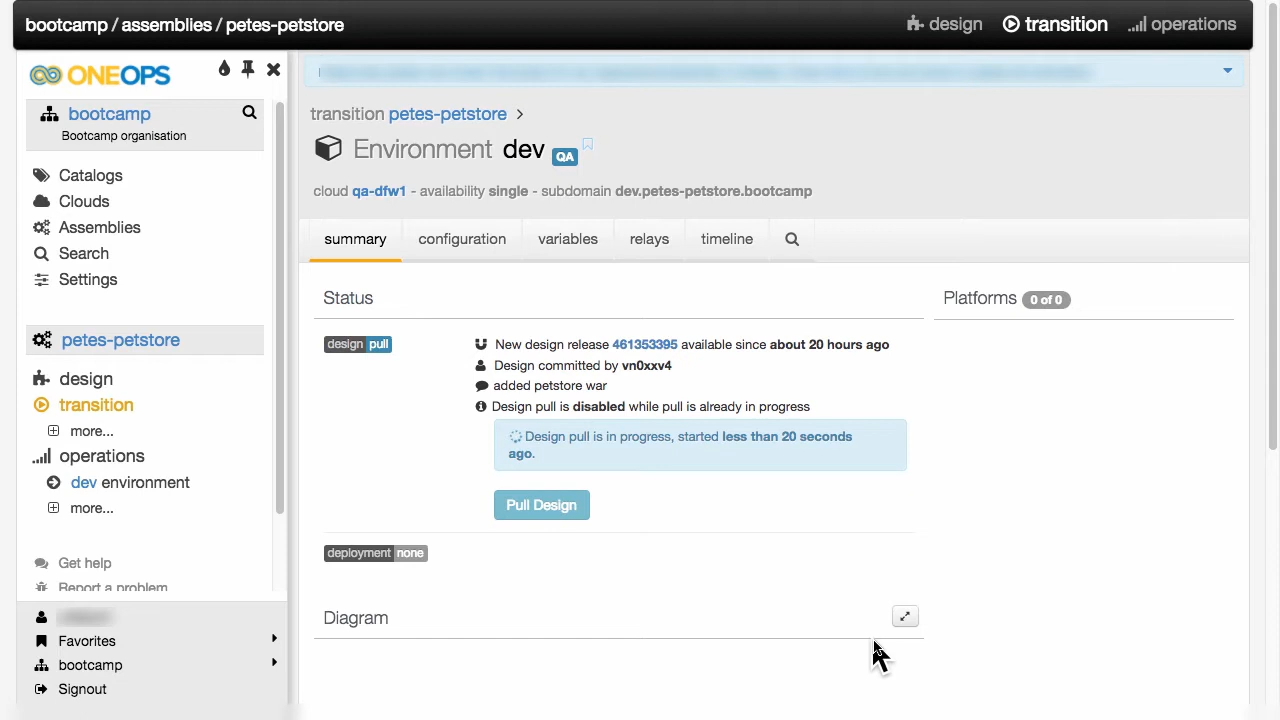 bootcamp / assemblies / petes-petstore
design transition operations
ONEOPS
bootcamp
Bootcamp organisation
Catalogs
Clouds
Assemblies
Search
Settings
petes-petstore
design
transition
more...
operations
dev environment
more...
Get help
Report a problem
Favorites
bootcamp
Signout
transition petes-petstore >
Environment dev QA
cloud qa-dfw1 - availability single - subdomain dev.petes-petstore.bootcamp
summary configuration variables relays timeline
Status
design pull
New design release 461353395 available since about 20 hours ago
Design committed by vn0xxv4
added petstore war
Design pull is disabled while pull is already in progress
Design pull is in progress, started less than 20 seconds
ago.
Pull Design
deployment none
Diagram
Platforms 0 of 0